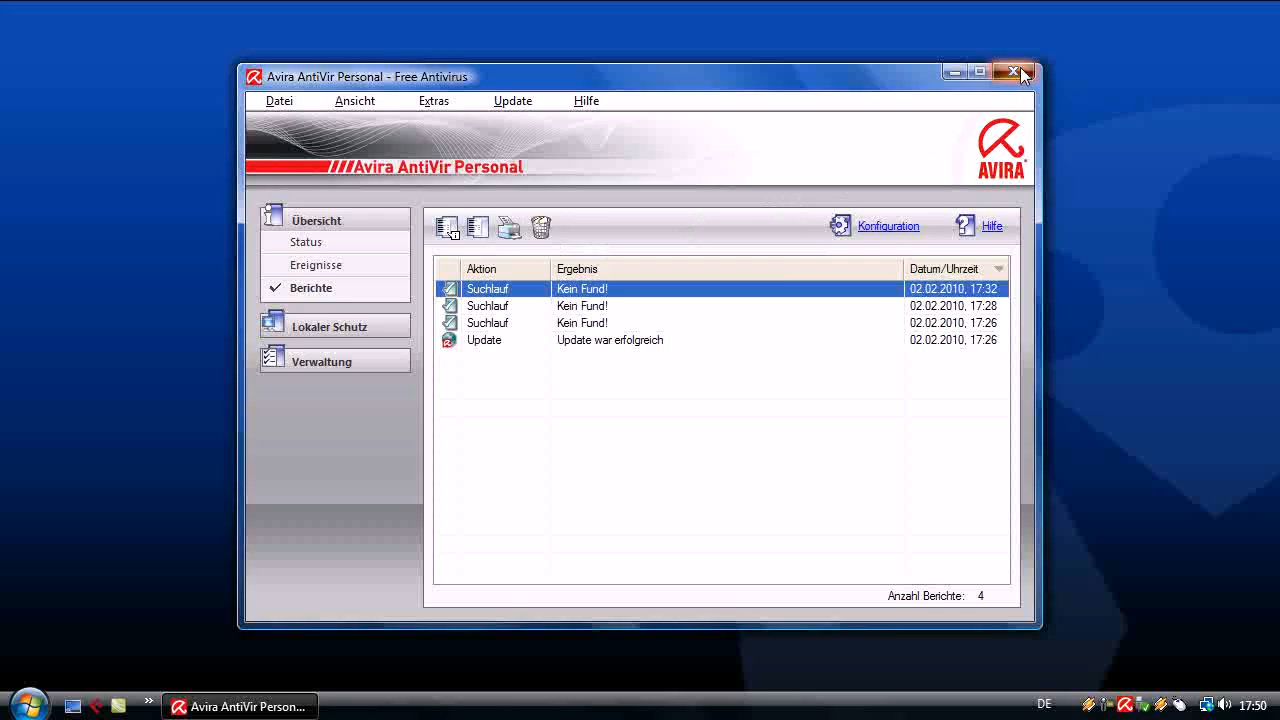 Avira AntiVir Personal - Free Antivirus
Datei Ansicht Extras Update Hilfe
Avira AntiVir Personal
AVIRA
Übersicht
Status
Ereignisse
Berichte
Lokaler Schutz
Verwaltung
Konfiguration Hilfe
Aktion Ergebnis Datum/Uhrzeit
Suchlauf Kein Fund! 02.02.2010, 17:32
Suchlauf Kein Fund! 02.02.2010, 17:28
Suchlauf Kein Fund! 02.02.2010, 17:26
Update Update war erfolgreich 02.02.2010, 17:26
Anzahl Berichte: 4
» Avira AntiVir Person... DE 17:50